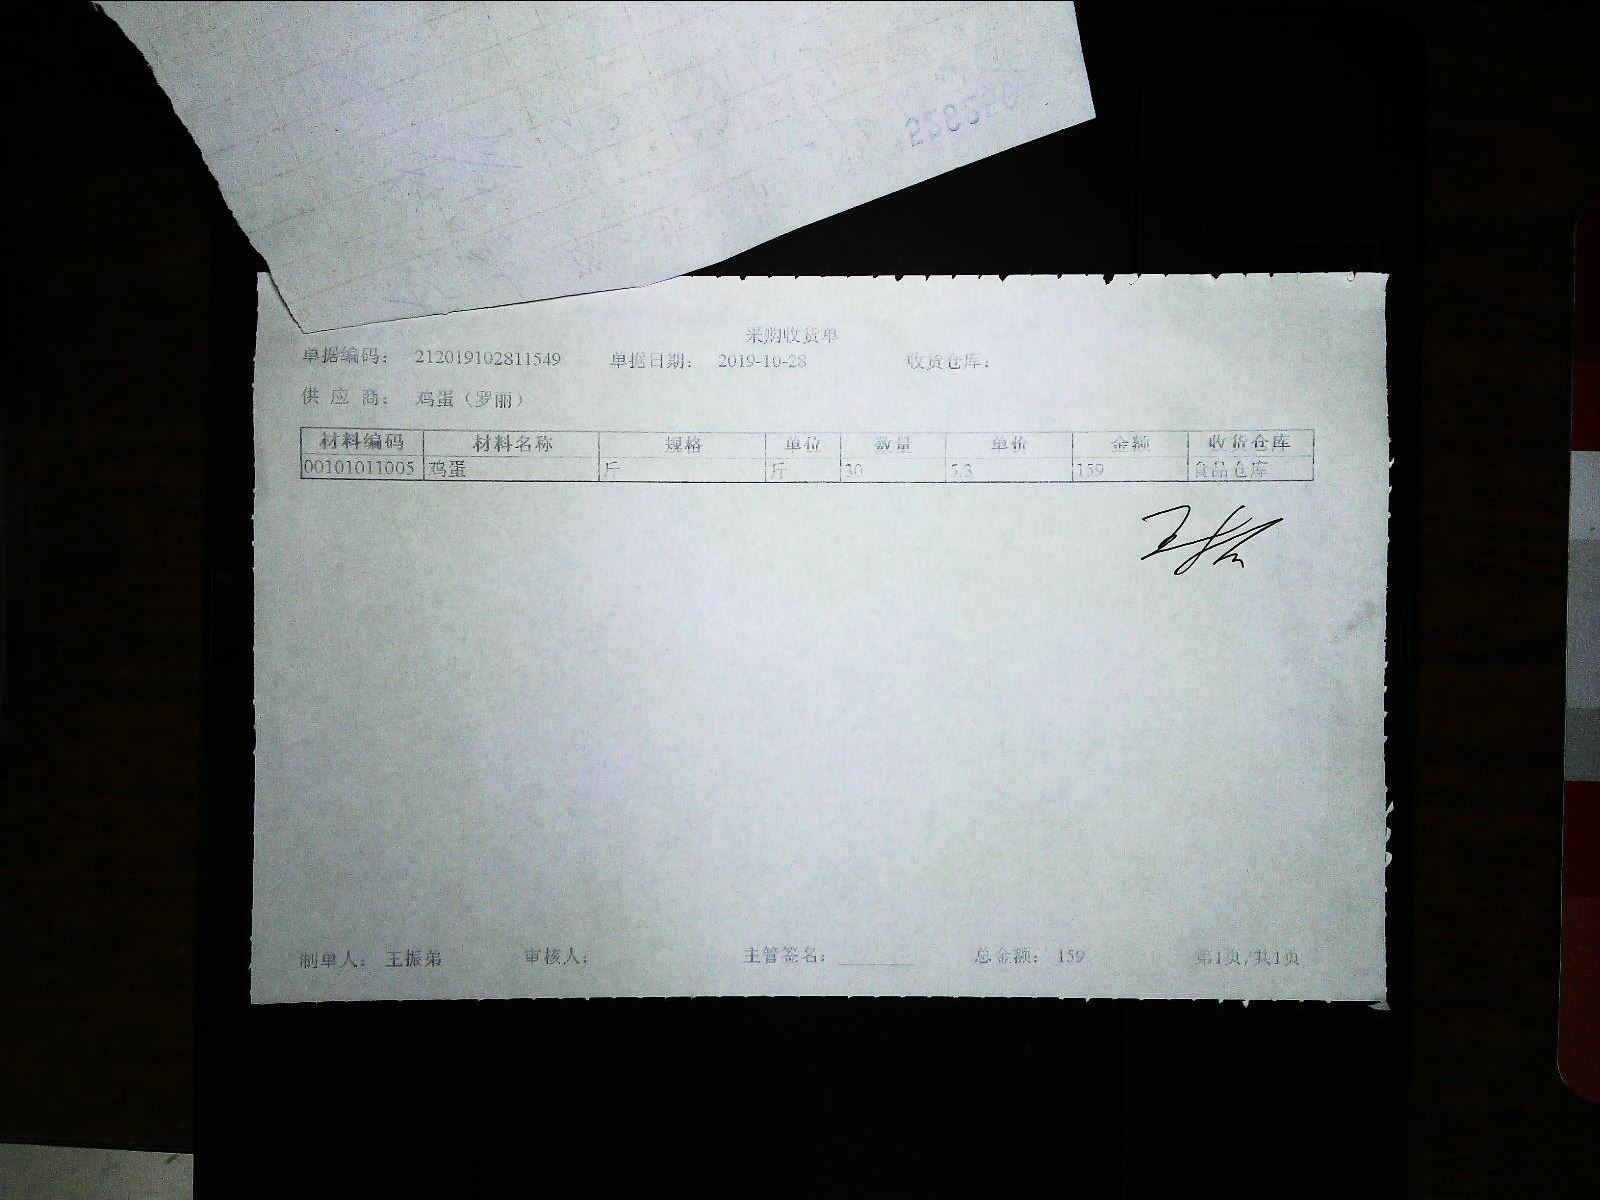 采购收货单
单据编码： 212019102811549 单据日期： 2019-10-28 收货仓库：
供 应 商： 鸡蛋（罗丽）
材料编码 材料名称 规格 单位 数量 单价 金额 收货仓库
00101011005 鸡蛋 斤 斤 30 5.3 159 食品仓库
制单人： 王振弟 审核人： 主管签名： 总金额： 159 第1页/共1页